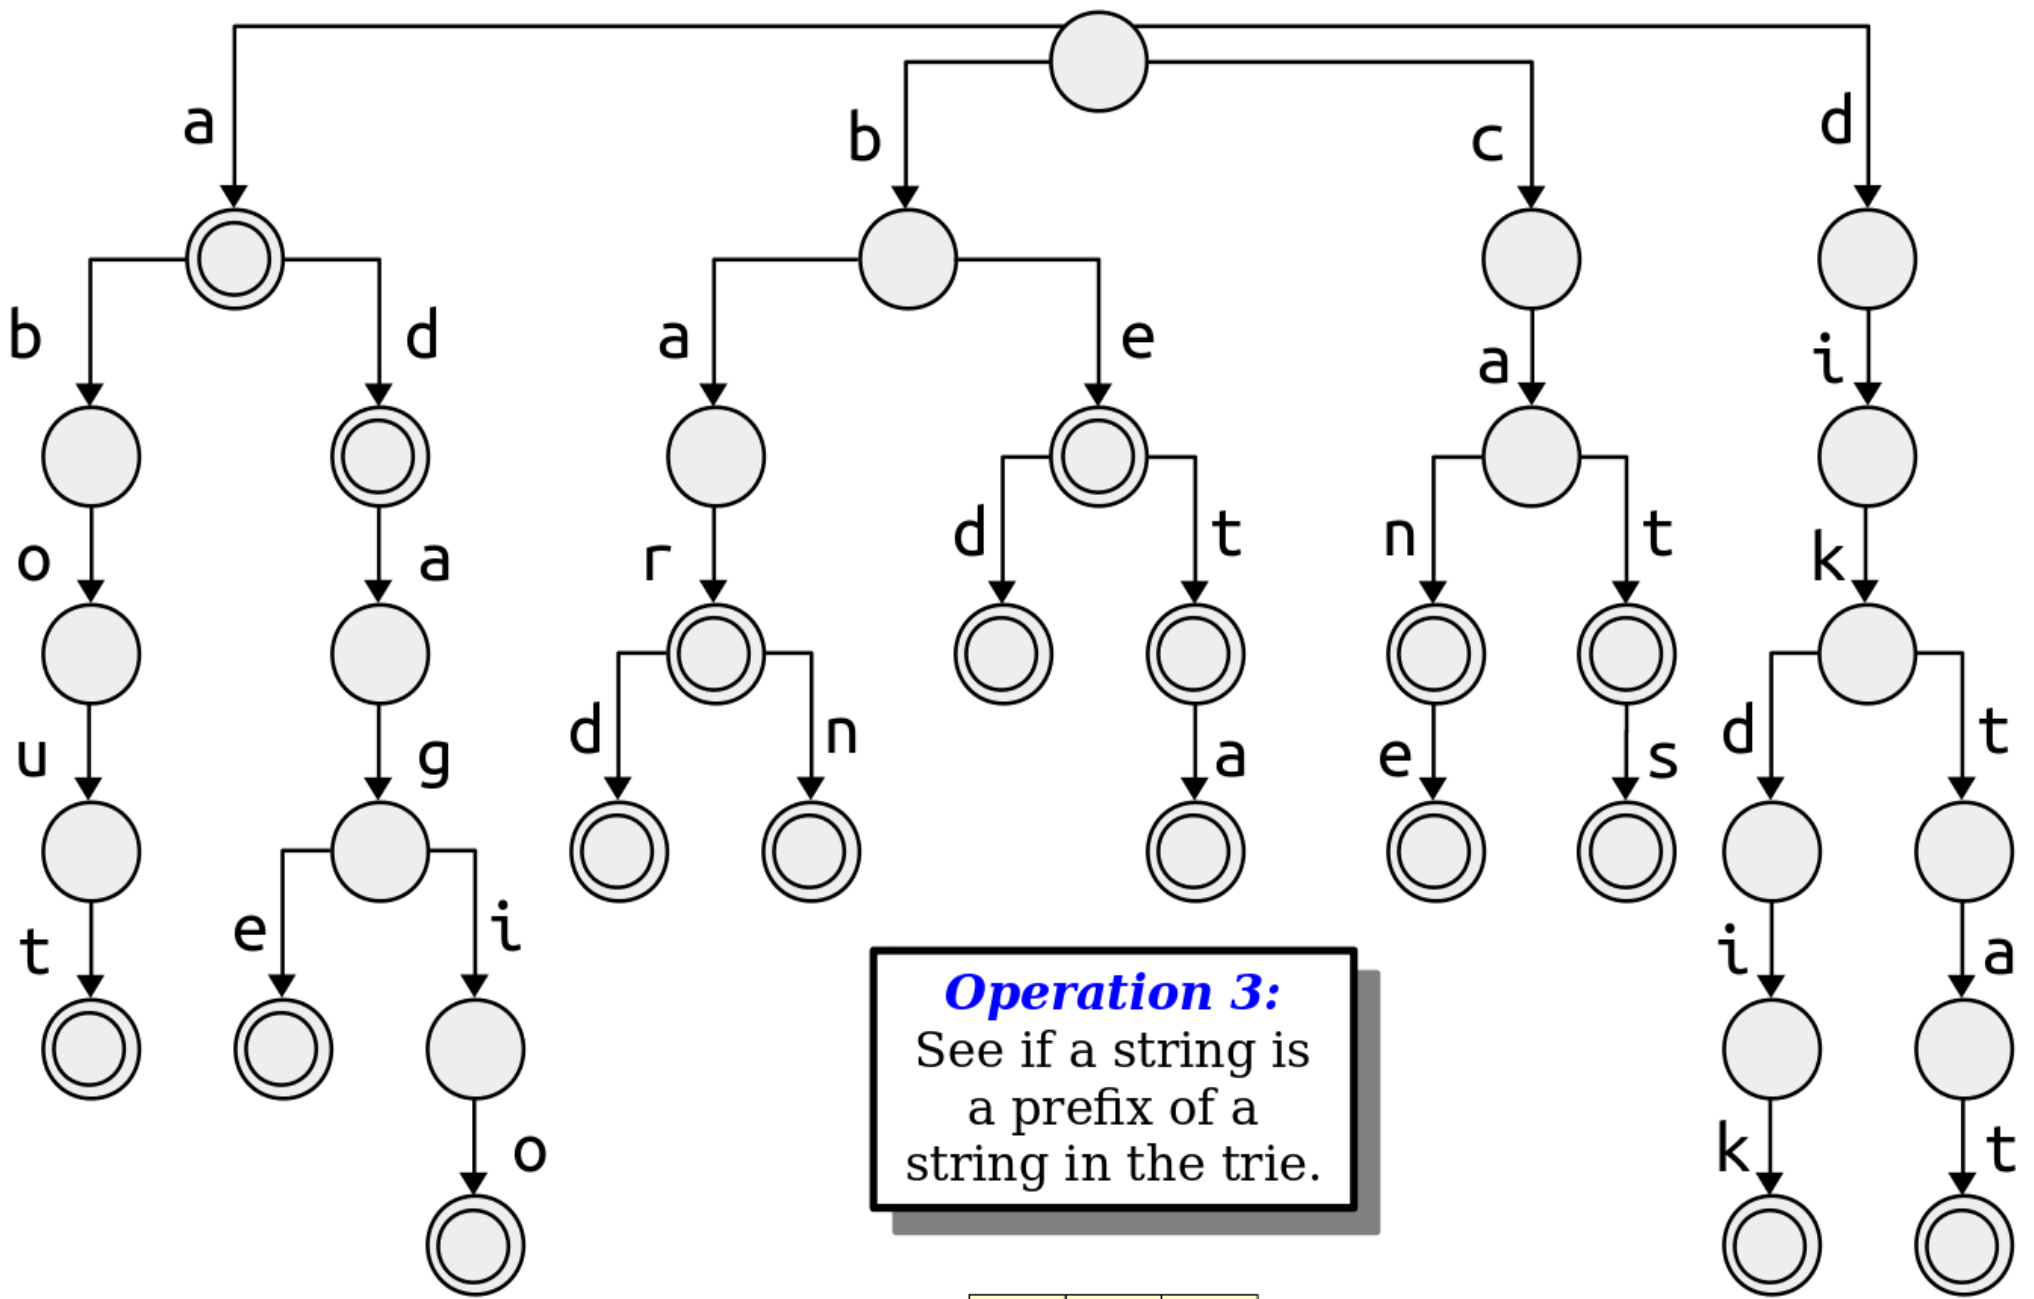 a
b
c
d
b
d
a
e
a
i
o
a
r
d
t
n
t
k
u
g
d
n
a
e
s
d
t
t
e
i
i
a
o
k
t
Operation 3:
See if a string is
a prefix of a
string in the trie.